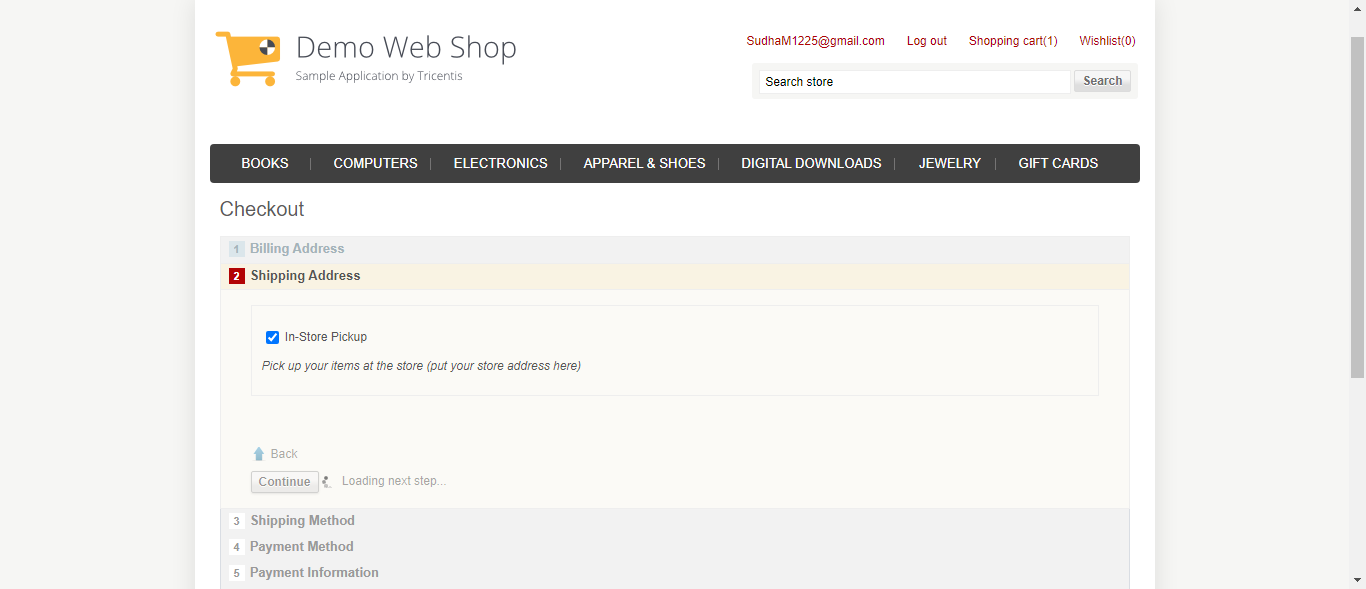 Demo Web Shop
Sample Application by Tricentis
SudhaM1225@gmail.com Log out Shopping cart(1) Wishlist(0)
Search store Search
BOOKS COMPUTERS ELECTRONICS APPAREL & SHOES DIGITAL DOWNLOADS JEWELRY GIFT CARDS
Checkout
1 Billing Address
2 Shipping Address
In-Store Pickup
Pick up your items at the store (put your store address here)
Back
Continue Loading next step...
3 Shipping Method
4 Payment Method
5 Payment Information